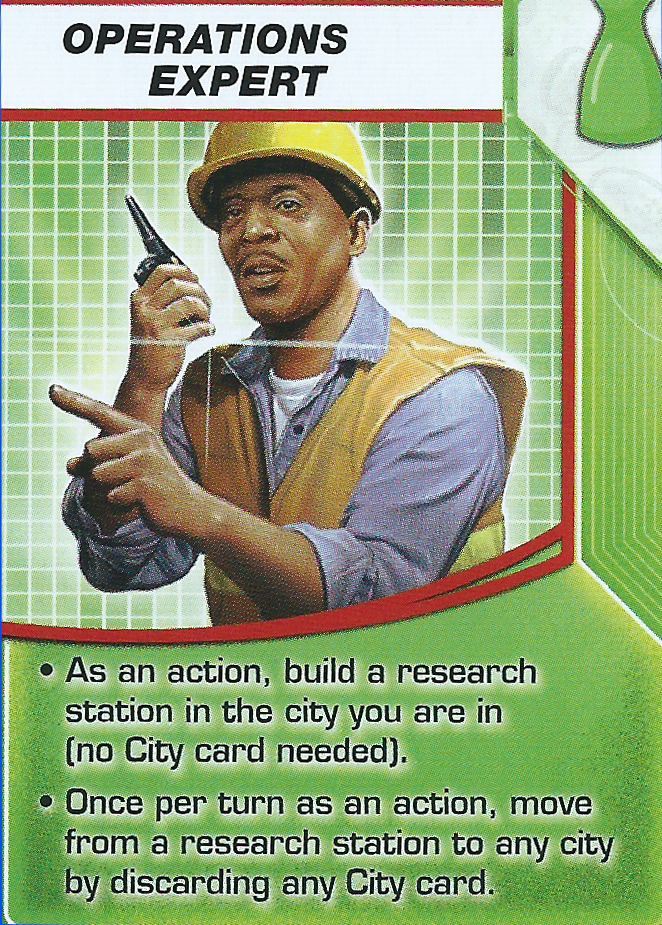 OPERATIONS
EXPERT
• As an action, build a research
station in the city you are in
(no City card needed).
• Once per turn as an action, move
from a research station to any city
by discarding any City card.